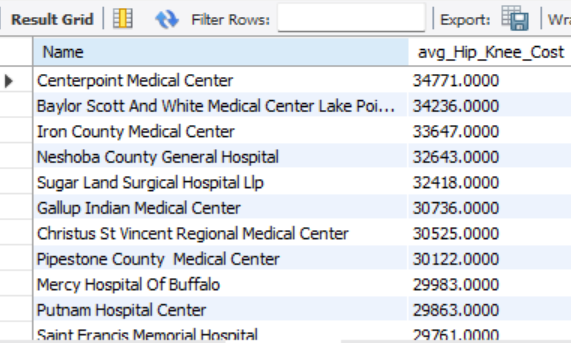 Result Grid Filter Rows: Export: Wra
Name avg_Hip_Knee_Cost
Centerpoint Medical Center 34771.0000
Baylor Scott And White Medical Center Lake Poi... 34236.0000
Iron County Medical Center 33647.0000
Neshoba County General Hospital 32643.0000
Sugar Land Surgical Hospital Llp 32418.0000
Gallup Indian Medical Center 30736.0000
Christus St Vincent Regional Medical Center 30525.0000
Pipestone County  Medical Center 30122.0000
Mercy Hospital Of Buffalo 29983.0000
Putnam Hospital Center 29863.0000
Saint Francis Memorial Hospital 29761.0000